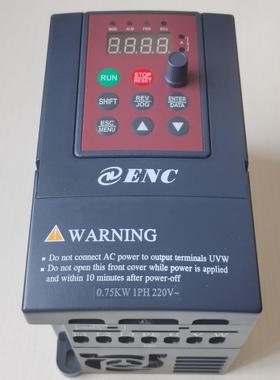 RUN
STOP
RESET
SHIFT
REV
JOG
ENTER
DATA
ESC
MENU
ENC
WARNING
Do not connect AC power to output terminals UVW
Do not open this front cover while power is applied
and within 10 minutes after power-off
0.75KW 1PH 220V~